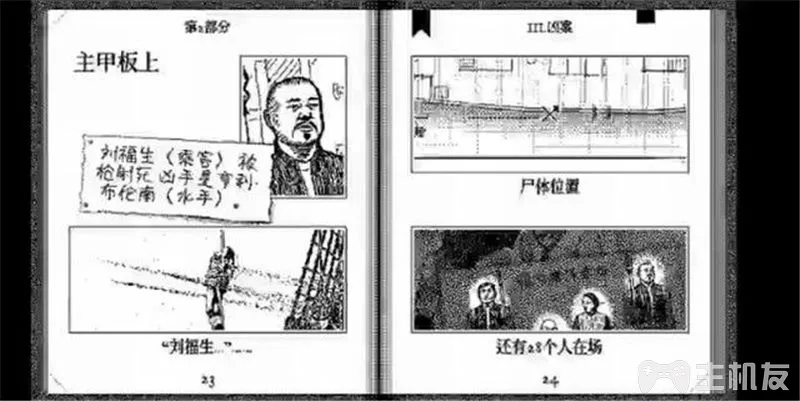 第2部分
主甲板上
刘福生（乘客）被
枪射死 凶手是亨利·
布伦南（水手）
“刘福生... ”....
23
III.凶案
尸体位置
还有28个人在场
24
主机友